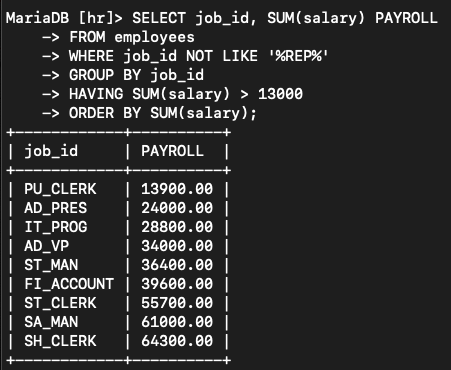 MariaDB [hr]> SELECT job_id, SUM(salary) PAYROLL
    -> FROM employees
    -> WHERE job_id NOT LIKE '%REP%'
    -> GROUP BY job_id
    -> HAVING SUM(salary) > 13000
    -> ORDER BY SUM(salary);
+------------+----------+
| job_id     | PAYROLL  |
+------------+----------+
| PU_CLERK   | 13900.00 |
| AD_PRES    | 24000.00 |
| IT_PROG    | 28800.00 |
| AD_VP      | 34000.00 |
| ST_MAN     | 36400.00 |
| FI_ACCOUNT | 39600.00 |
| ST_CLERK   | 55700.00 |
| SA_MAN     | 61000.00 |
| SH_CLERK   | 64300.00 |
+------------+----------+